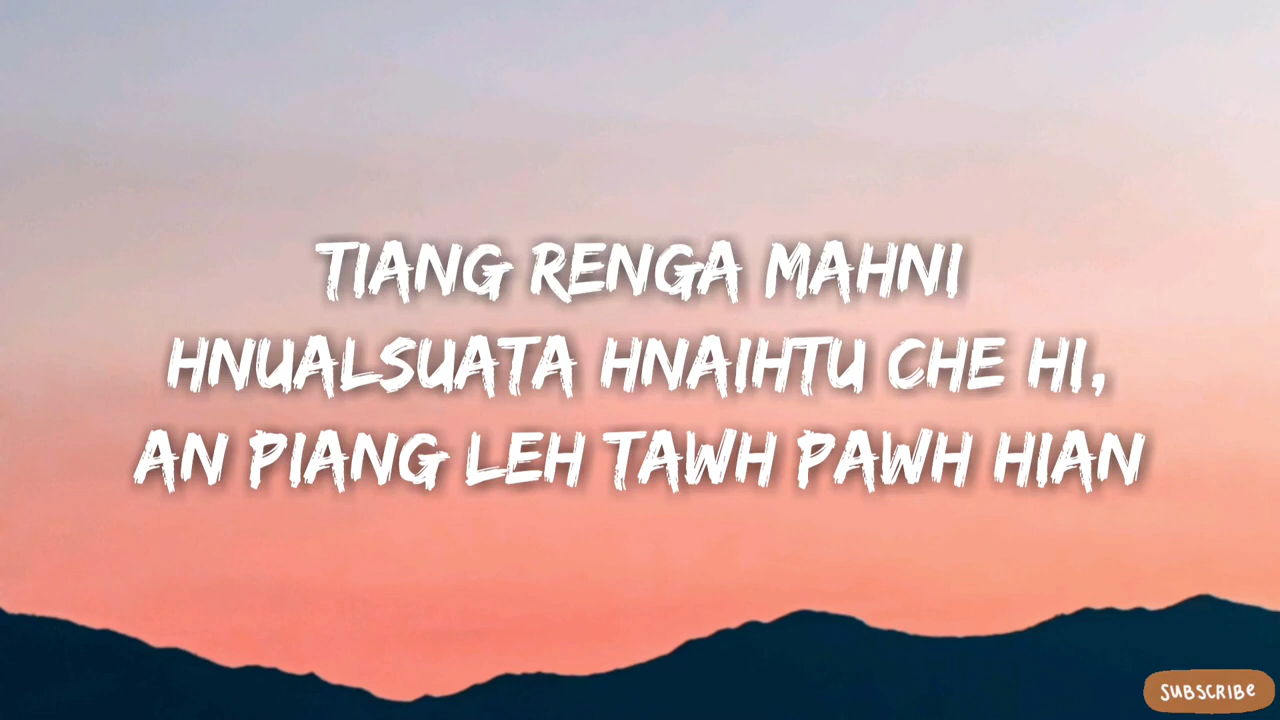 TIANG RENGA MAHNI
HNUALSUATA HNAIHTU CHE HI,
AN PIANG LEH TAWH PAWH HIAN
SUBSCRIBe